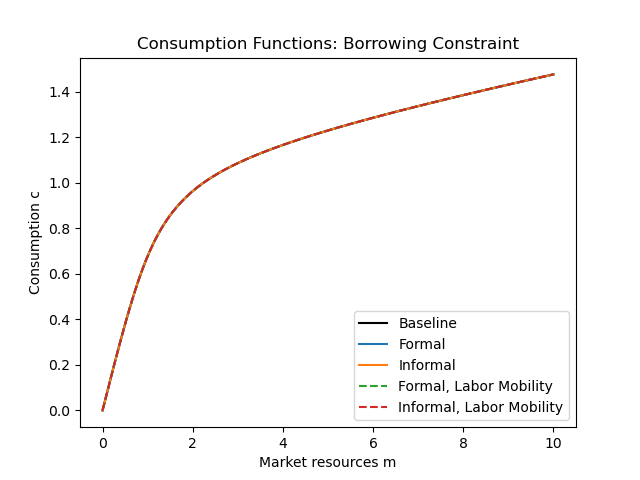 Consumption Functions: Borrowing Constraint
Consumption c
1.4
1.2
1.0
0.8
0.6
0.4
0.2
0.0
0 2 4 6 8 10
Market resources m
Baseline
Formal
Informal
Formal, Labor Mobility
Informal, Labor Mobility